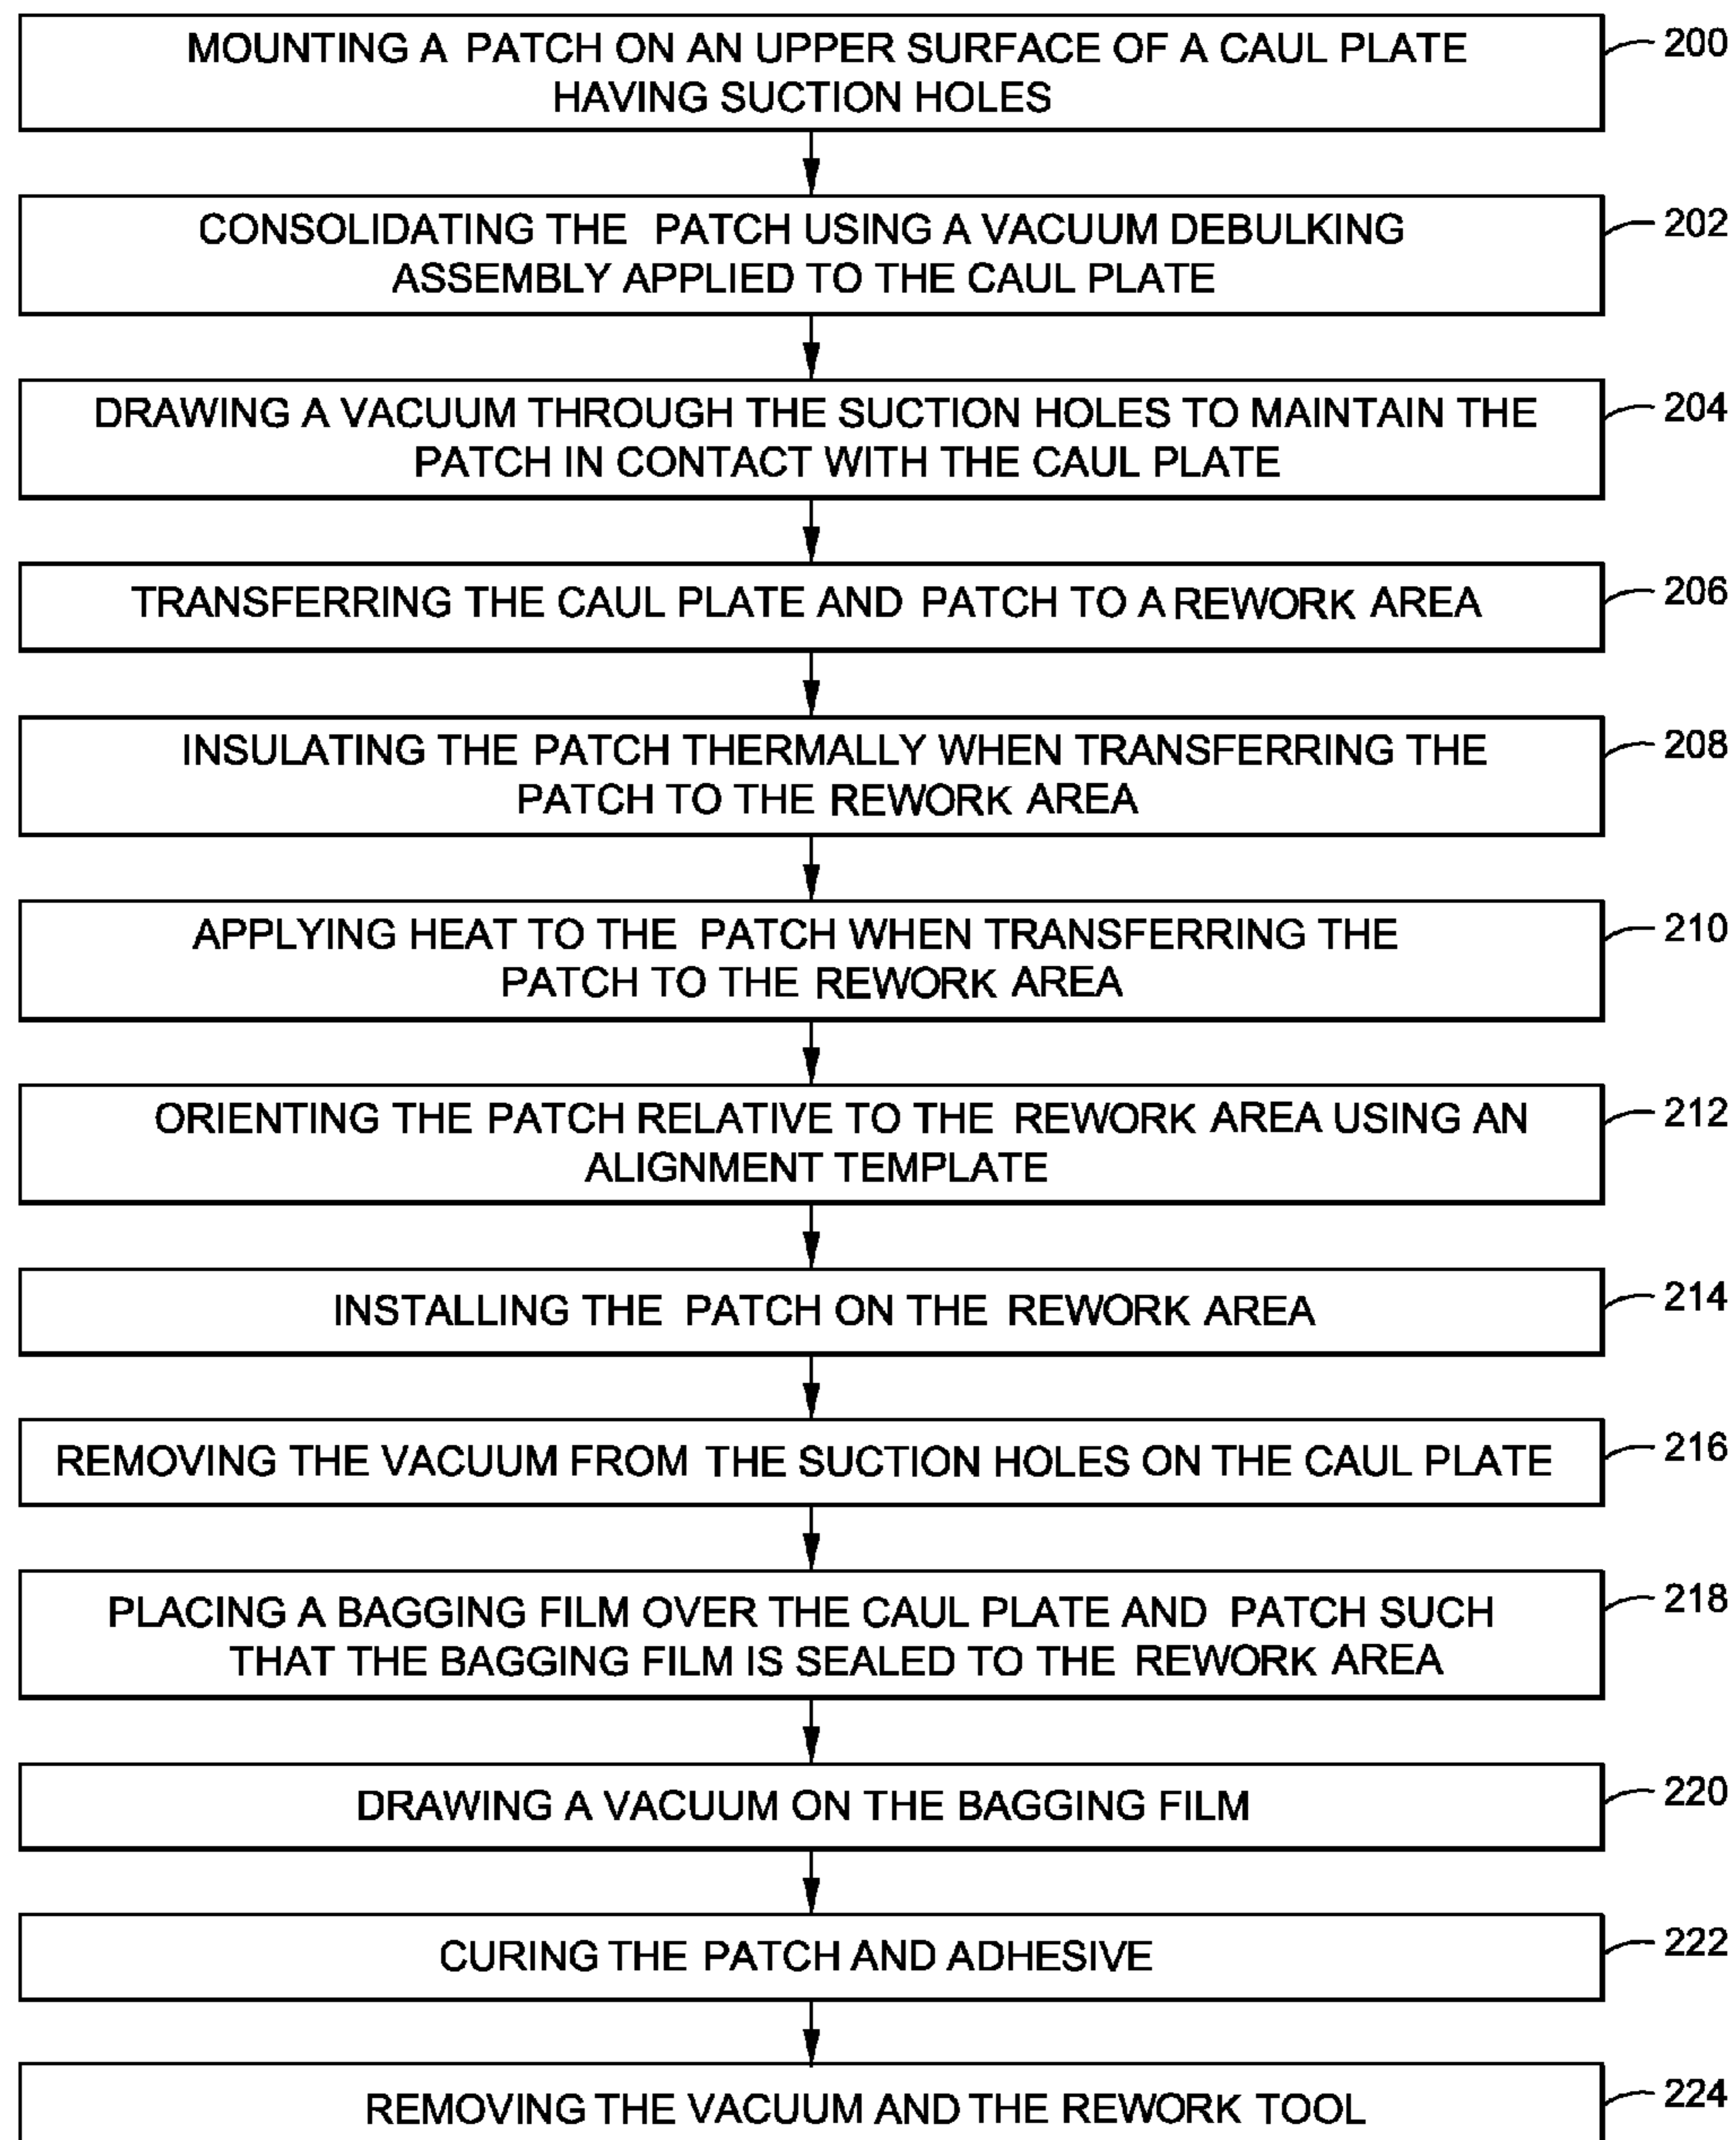 MOUNTING A PATCH ON AN UPPER SURFACE OF A CAUL PLATE
HAVING SUCTION HOLES
200
CONSOLIDATING THE PATCH USING A VACUUM DEBULKING
ASSEMBLY APPLIED TO THE CAUL PLATE
202
DRAWING A VACUUM THROUGH THE SUCTION HOLES TO MAINTAIN THE
PATCH IN CONTACT WITH THE CAUL PLATE
204
TRANSFERRING THE CAUL PLATE AND PATCH TO A REWORK AREA
206
INSULATING THE PATCH THERMALLY WHEN TRANSFERRING THE
PATCH TO THE REWORK AREA
208
APPLYING HEAT TO THE PATCH WHEN TRANSFERRING THE
PATCH TO THE REWORK AREA
210
ORIENTING THE PATCH RELATIVE TO THE REWORK AREA USING AN
ALIGNMENT TEMPLATE
212
INSTALLING THE PATCH ON THE REWORK AREA
214
REMOVING THE VACUUM FROM THE SUCTION HOLES ON THE CAUL PLATE
216
PLACING A BAGGING FILM OVER THE CAUL PLATE AND PATCH SUCH
THAT THE BAGGING FILM IS SEALED TO THE REWORK AREA
218
DRAWING A VACUUM ON THE BAGGING FILM
220
CURING THE PATCH AND ADHESIVE
222
REMOVING THE VACUUM AND THE REWORK TOOL
224